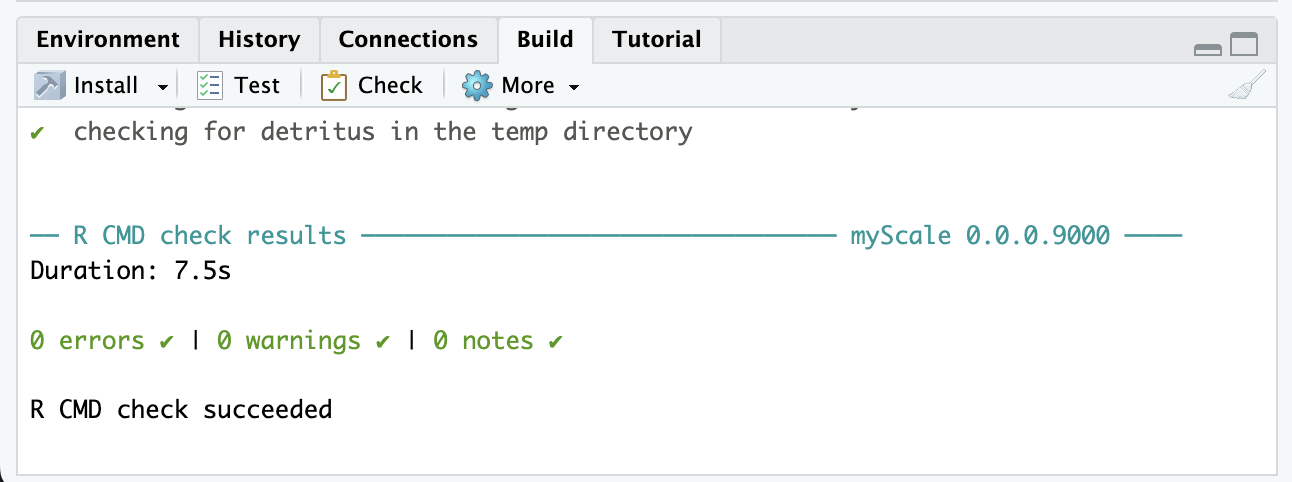 Environment History Connections Build Tutorial
Install Test Check More
✔ checking for detritus in the temp directory
── R CMD check results ───────────────────────────────── myScale 0.0.0.9000 ────
Duration: 7.5s
0 errors ✔ | 0 warnings ✔ | 0 notes ✔
R CMD check succeeded